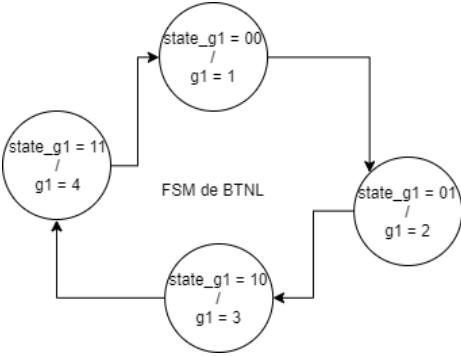 state_g1 = 00
/
g1 = 1
state_g1 = 11
/
g1 = 4
FSM de BTNL
state_g1 = 01
/
g1 = 2
state_g1 = 10
/
g1 = 3